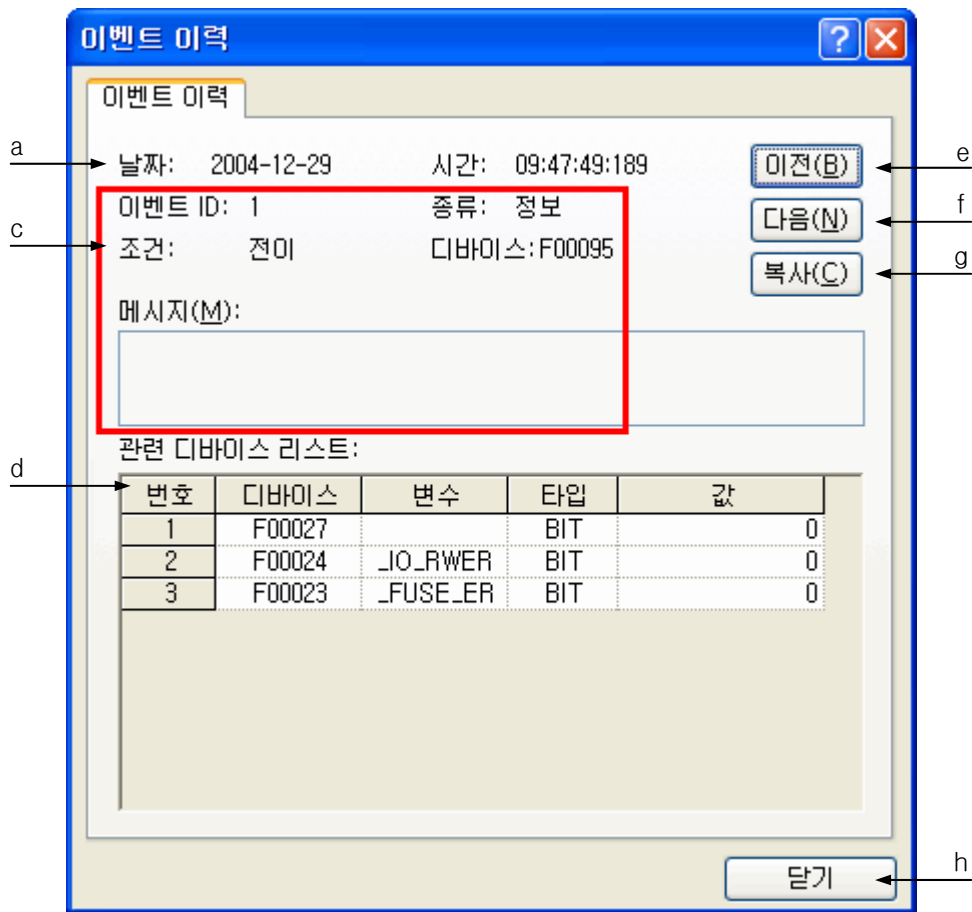 이벤트 이력
이벤트 이력
a
날짜: 2004-12-29 시간: 09:47:49:189 이전(B) e
이벤트 ID: 1 종류: 정보 다음(N) f
c
조건: 전이 디바이스:F00095 복사(C) g
메시지(M):
관련 디바이스 리스트:
d
번호 디바이스 변수 타입 값
1 F00027 BIT 0
2 F00024 _IO_RWER BIT 0
3 F00023 _FUSE_ER BIT 0
닫기 h